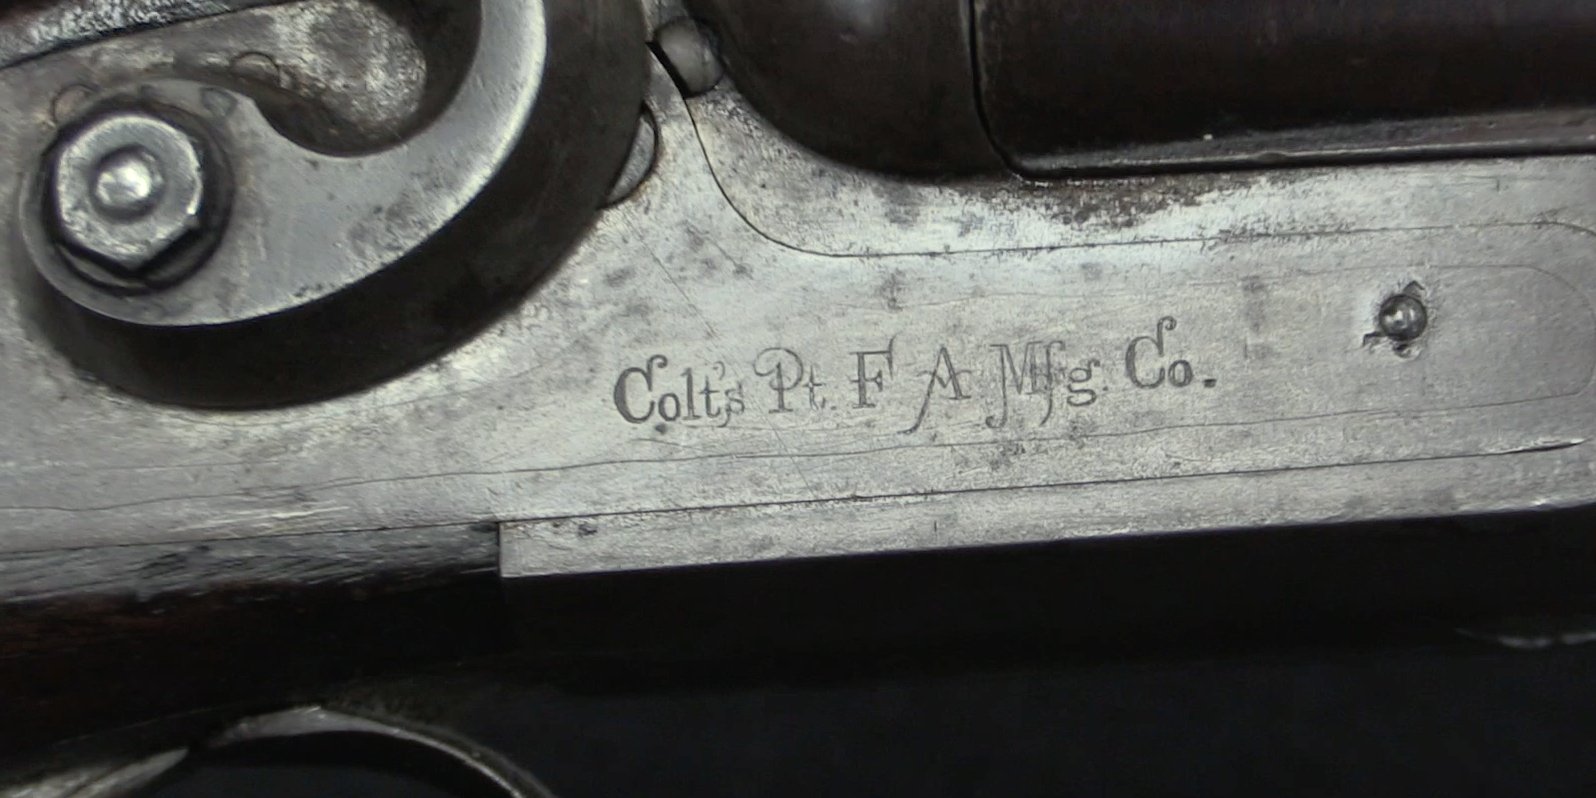 Colt's Pt. F A Mfg. Co.